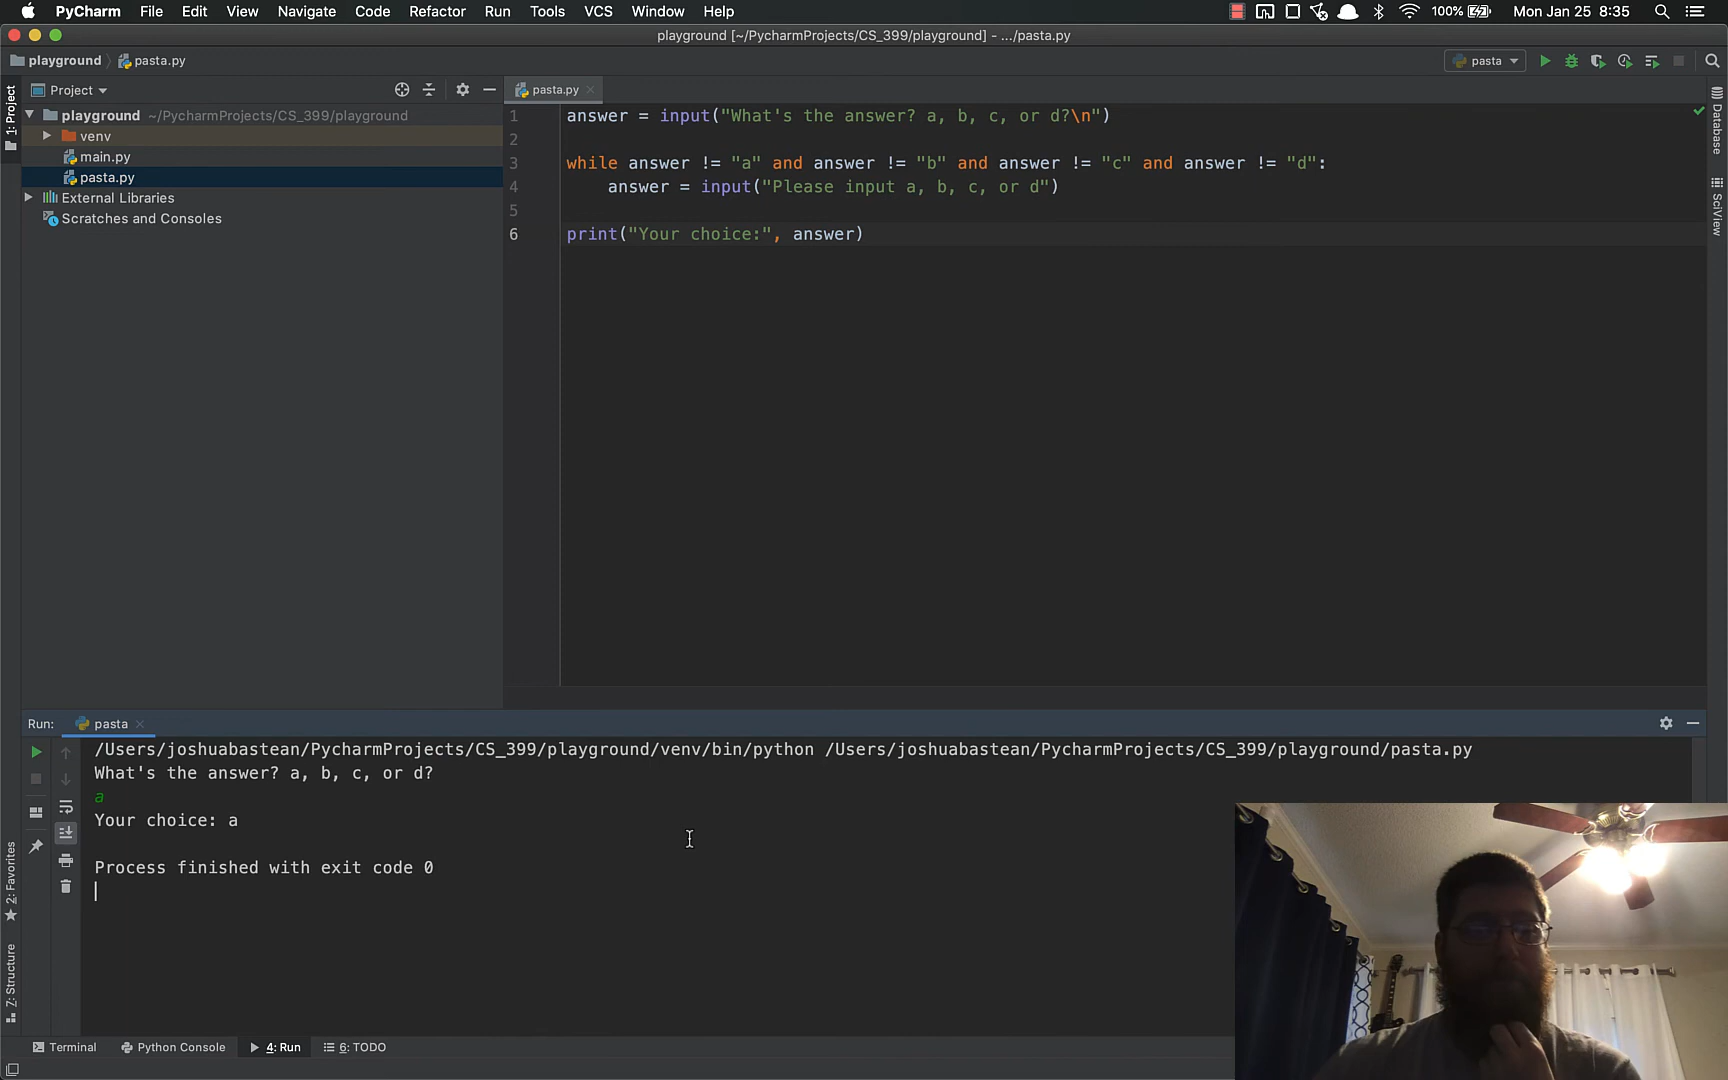 PyCharm File Edit View Navigate Code Refactor Run Tools VCS Window Help 100% Mon Jan 25 8:35
playground [~/PycharmProjects/CS_399/playground] - .../pasta.py
playground pasta.py pasta
Project pasta.py
1: Project
playground ~/PycharmProjects/CS_399/playground
venv
main.py
pasta.py
External Libraries
Scratches and Consoles
1 answer = input("What's the answer? a, b, c, or d?\n")
2
3 while answer != "a" and answer != "b" and answer != "c" and answer != "d":
4 answer = input("Please input a, b, c, or d")
5
6 print("Your choice:", answer)
Database
SciView
Run: pasta
/Users/joshuabastean/PycharmProjects/CS_399/playground/venv/bin/python /Users/joshuabastean/PycharmProjects/CS_399/playground/pasta.py
What's the answer? a, b, c, or d?
a
Your choice: a
Process finished with exit code 0
2: Favorites
Z: Structure
Terminal Python Console 4: Run 6: TODO